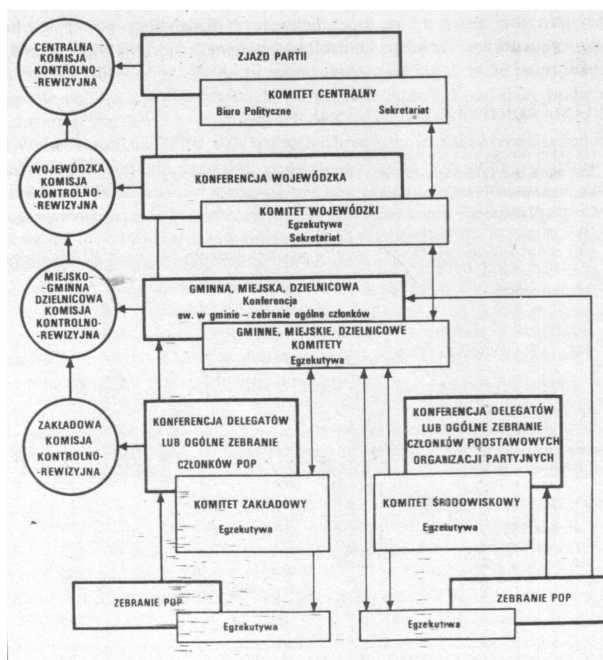 CENTRALNA
KOMISJA
KONTROLNO-
-REWIZYJNA
ZJAZD PARTII
KOMITET CENTRALNY
Biuro Polityczne Sekretariat
WOJEWÓDZKA
KOMISJA
KONTROLNO-
-REWIZYJNA
KONFERENCJA WOJEWÓDZKA
KOMITET WOJEWÓDZKI
Egzekutywa
Sekretariat
MIEJSKO-
-GMINNA
DZIELNICOWA
KOMISJA
KONTROLNO-
-REWIZYJNA
GMINNA, MIEJSKA, DZIELNICOWA
Konferencja
ew. w gminie – zebranie ogólne członków
GMINNE, MIEJSKIE, DZIELNICOWE
KOMITETY
Egzekutywa
ZAKŁADOWA
KOMISJA
KONTROLNO-
-REWIZYJNA
KONFERENCJA DELEGATÓW
LUB OGÓLNE ZEBRANIE
CZŁONKÓW POP
KOMITET ZAKŁADOWY
Egzekutywa
KONFERENCJA DELEGATÓW
LUB OGÓLNE ZEBRANIE
CZŁONKÓW PODSTAWOWYCH
ORGANIZACJI PARTYJNYCH
KOMITET ŚRODOWISKOWY
Egzekutywa
ZEBRANIE POP
Egzekutywa
ZEBRANIE POP
Egzekutywa